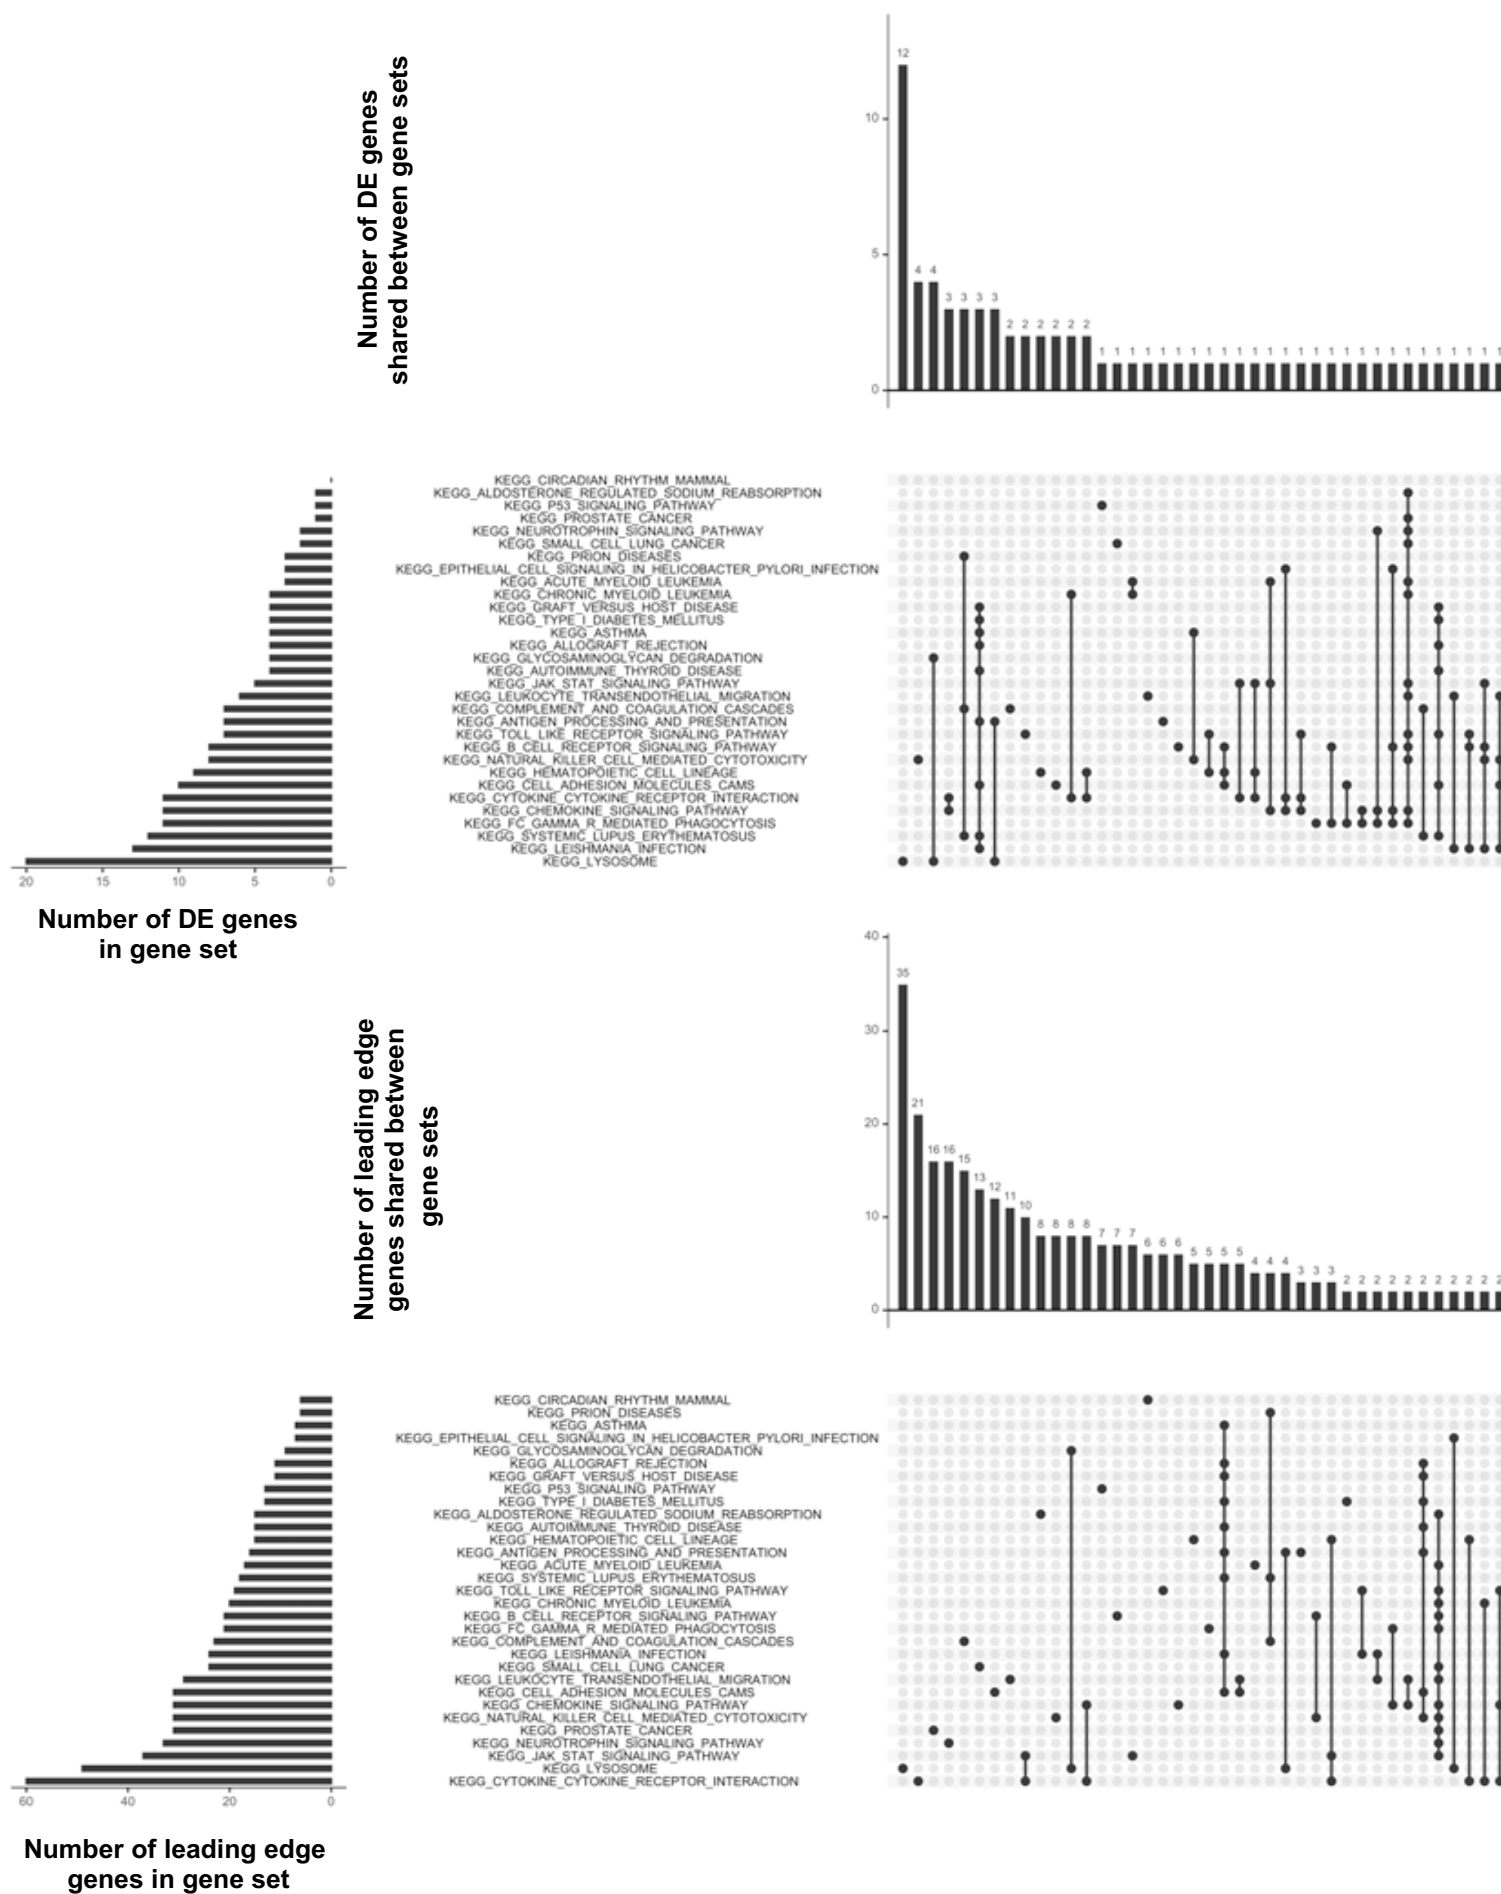 Number of DE genes
shared between gene sets
12
10
5
0
4 4 3 3 3 3 2 2 2 2 2 2 1 1 1 1 1 1 1 1 1 1 1 1 1 1 1 1 1 1 1 1 1 1 1 1 1 1 1
KEGG_CIRCADIAN_RHYTHM_MAMMAL
KEGG_ALDOSTERONE_REGULATED_SODIUM_REABSORPTION
KEGG_P53_SIGNALING_PATHWAY
KEGG_PROSTATE_CANCER
KEGG_NEUROTROPHIN_SIGNALING_PATHWAY
KEGG_SMALL_CELL_LUNG_CANCER
KEGG_PRION_DISEASES
KEGG_EPITHELIAL_CELL_SIGNALING_IN_HELICOBACTER_PYLORI_INFECTION
KEGG_ACUTE_MYELOID_LEUKEMIA
KEGG_CHRONIC_MYELOID_LEUKEMIA
KEGG_GRAFT_VERSUS_HOST_DISEASE
KEGG_TYPE_I_DIABETES_MELLITUS
KEGG_ASTHMA
KEGG_ALLOGRAFT_REJECTION
KEGG_GLYCOSAMINOGLYCAN_DEGRADATION
KEGG_AUTOIMMUNE_THYROID_DISEASE
KEGG_JAK_STAT_SIGNALING_PATHWAY
KEGG_LEUKOCYTE_TRANSENDOTHELIAL_MIGRATION
KEGG_COMPLEMENT_AND_COAGULATION_CASCADES
KEGG_ANTIGEN_PROCESSING_AND_PRESENTATION
KEGG_TOLL_LIKE_RECEPTOR_SIGNALING_PATHWAY
KEGG_B_CELL_RECEPTOR_SIGNALING_PATHWAY
KEGG_NATURAL_KILLER_CELL_MEDIATED_CYTOTOXICITY
KEGG_HEMATOPOIETIC_CELL_LINEAGE
KEGG_CELL_ADHESION_MOLECULES_CAMS
KEGG_CYTOKINE_CYTOKINE_RECEPTOR_INTERACTION
KEGG_CHEMOKINE_SIGNALING_PATHWAY
KEGG_FC_GAMMA_R_MEDIATED_PHAGOCYTOSIS
KEGG_SYSTEMIC_LUPUS_ERYTHEMATOSUS
KEGG_LEISHMANIA_INFECTION
KEGG_LYSOSOME
20 15 10 5 0
Number of DE genes
in gene set
Number of leading edge
genes shared between
gene sets
40
30
20
10
0
35 21 16 16 15 13 12 11 10 8 8 8 8 7 7 7 6 6 6 5 5 5 5 4 4 4 3 3 3 2 2 2 2 2 2 2 2 2 2 2
KEGG_CIRCADIAN_RHYTHM_MAMMAL
KEGG_PRION_DISEASES
KEGG_ASTHMA
KEGG_EPITHELIAL_CELL_SIGNALING_IN_HELICOBACTER_PYLORI_INFECTION
KEGG_GLYCOSAMINOGLYCAN_DEGRADATION
KEGG_ALLOGRAFT_REJECTION
KEGG_GRAFT_VERSUS_HOST_DISEASE
KEGG_P53_SIGNALING_PATHWAY
KEGG_TYPE_I_DIABETES_MELLITUS
KEGG_ALDOSTERONE_REGULATED_SODIUM_REABSORPTION
KEGG_AUTOIMMUNE_THYROID_DISEASE
KEGG_HEMATOPOIETIC_CELL_LINEAGE
KEGG_ANTIGEN_PROCESSING_AND_PRESENTATION
KEGG_ACUTE_MYELOID_LEUKEMIA
KEGG_SYSTEMIC_LUPUS_ERYTHEMATOSUS
KEGG_TOLL_LIKE_RECEPTOR_SIGNALING_PATHWAY
KEGG_CHRONIC_MYELOID_LEUKEMIA
KEGG_B_CELL_RECEPTOR_SIGNALING_PATHWAY
KEGG_FC_GAMMA_R_MEDIATED_PHAGOCYTOSIS
KEGG_COMPLEMENT_AND_COAGULATION_CASCADES
KEGG_LEISHMANIA_INFECTION
KEGG_SMALL_CELL_LUNG_CANCER
KEGG_LEUKOCYTE_TRANSENDOTHELIAL_MIGRATION
KEGG_CELL_ADHESION_MOLECULES_CAMS
KEGG_CHEMOKINE_SIGNALING_PATHWAY
KEGG_NATURAL_KILLER_CELL_MEDIATED_CYTOTOXICITY
KEGG_PROSTATE_CANCER
KEGG_NEUROTROPHIN_SIGNALING_PATHWAY
KEGG_JAK_STAT_SIGNALING_PATHWAY
KEGG_LYSOSOME
KEGG_CYTOKINE_CYTOKINE_RECEPTOR_INTERACTION
60 40 20 0
Number of leading edge
genes in gene set